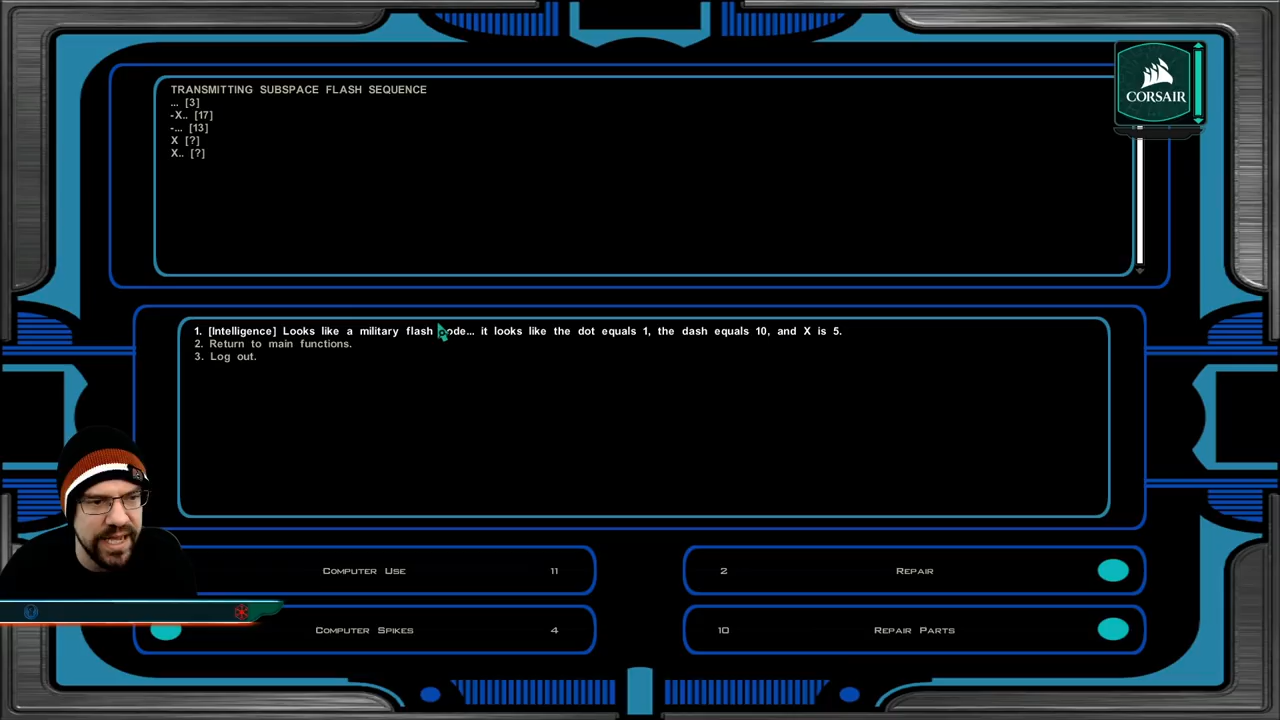 TRANSMITTING SUBSPACE FLASH SEQUENCE
... [3]
-X.. [17]
-... [13]
X [?]
X.. [?]
CORSAIR
1. [Intelligence] Looks like a military flash code... it looks like the dot equals 1, the dash equals 10, and X is 5.
2. Return to main functions.
3. Log out.
COMPUTER USE 11
2 REPAIR
COMPUTER SPIKES 4
10 REPAIR PARTS